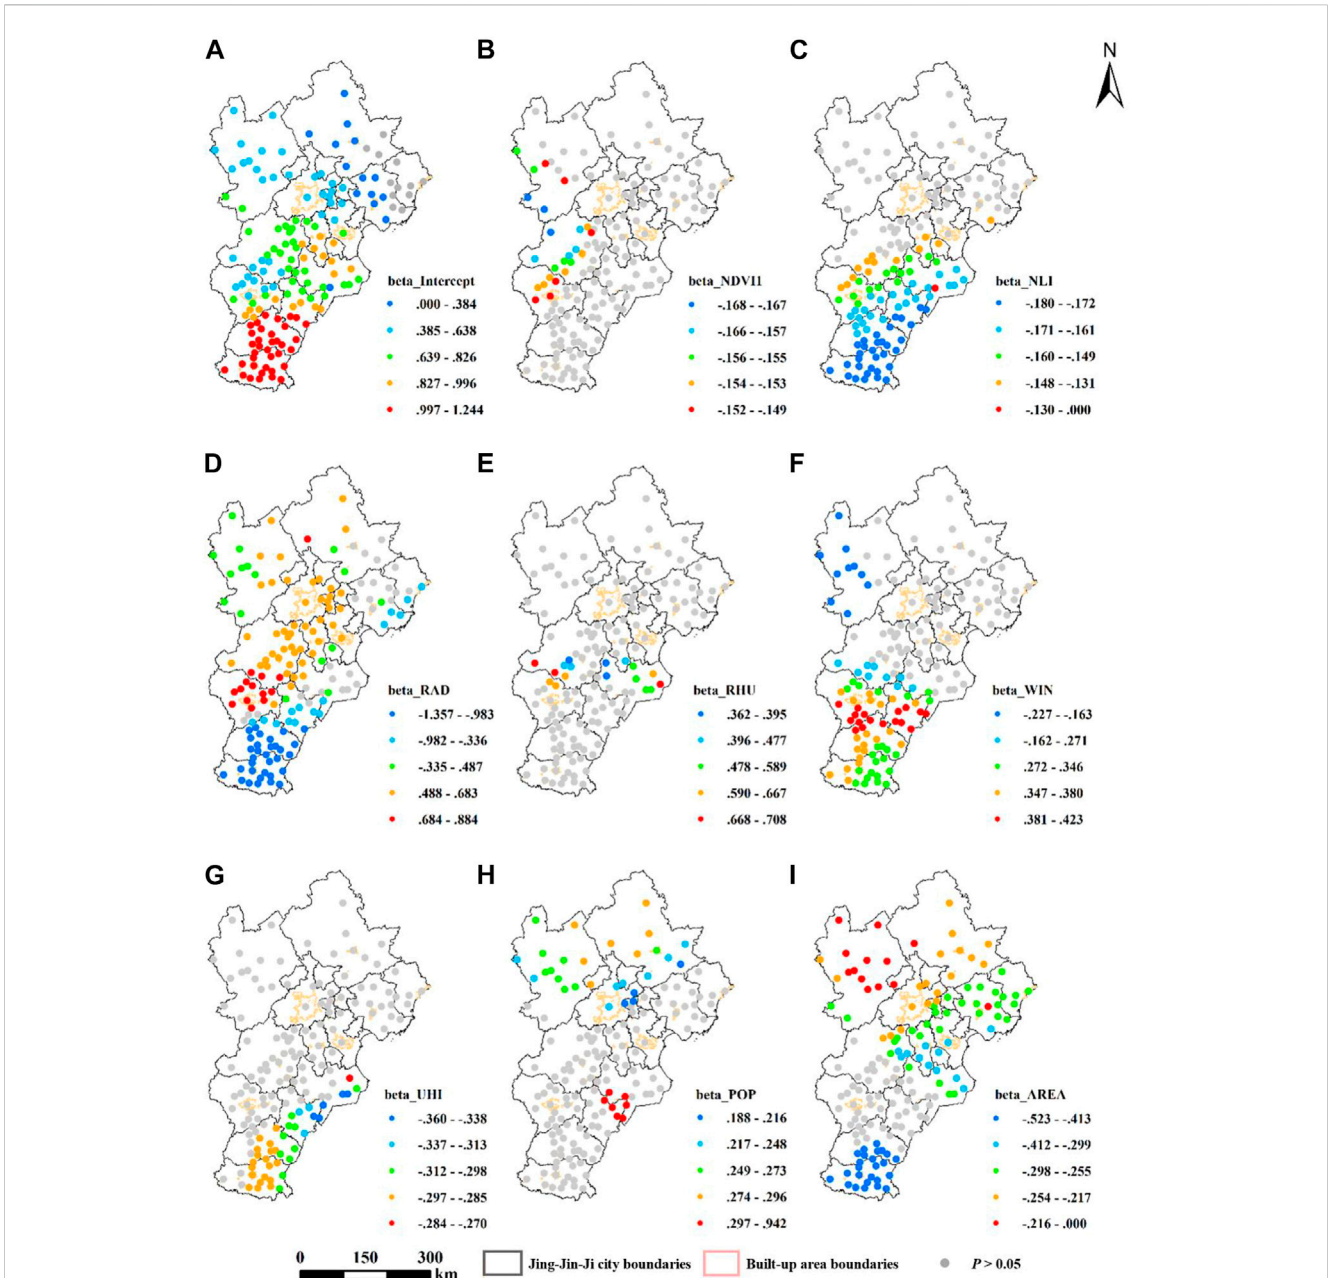 A
B
C
N
beta_Intercept
.000 - .384
.385 - .638
.639 - .826
.827 - .996
.997 - 1.244
beta_NDVI1
-.168 - -.167
-.166 - -.157
-.156 - -.155
-.154 - -.153
-.152 - -.149
beta_NLI
-.180 - -.172
-.171 - -.161
-.160 - -.149
-.148 - -.131
-.130 - .000
D
E
F
beta_RAD
-1.357 - -.983
-.982 - -.336
-.335 - .487
.488 - .683
.684 - .884
beta_RHU
.362 - .395
.396 - .477
.478 - .589
.590 - .667
.668 - .708
beta_WIN
-.227 - -.163
-.162 - .271
.272 - .346
.347 - .380
.381 - .423
G
H
I
beta_UHI
-.360 - -.338
-.337 - -.313
-.312 - -.298
-.297 - -.285
-.284 - -.270
beta_POP
.188 - .216
.217 - .248
.249 - .273
.274 - .296
.297 - .942
beta_AREA
-.523 - -.413
-.412 - -.299
-.298 - -.255
-.254 - -.217
-.216 - .000
0 150 300
km
Jing-Jin-Ji city boundaries
Built-up area boundaries
P > 0.05